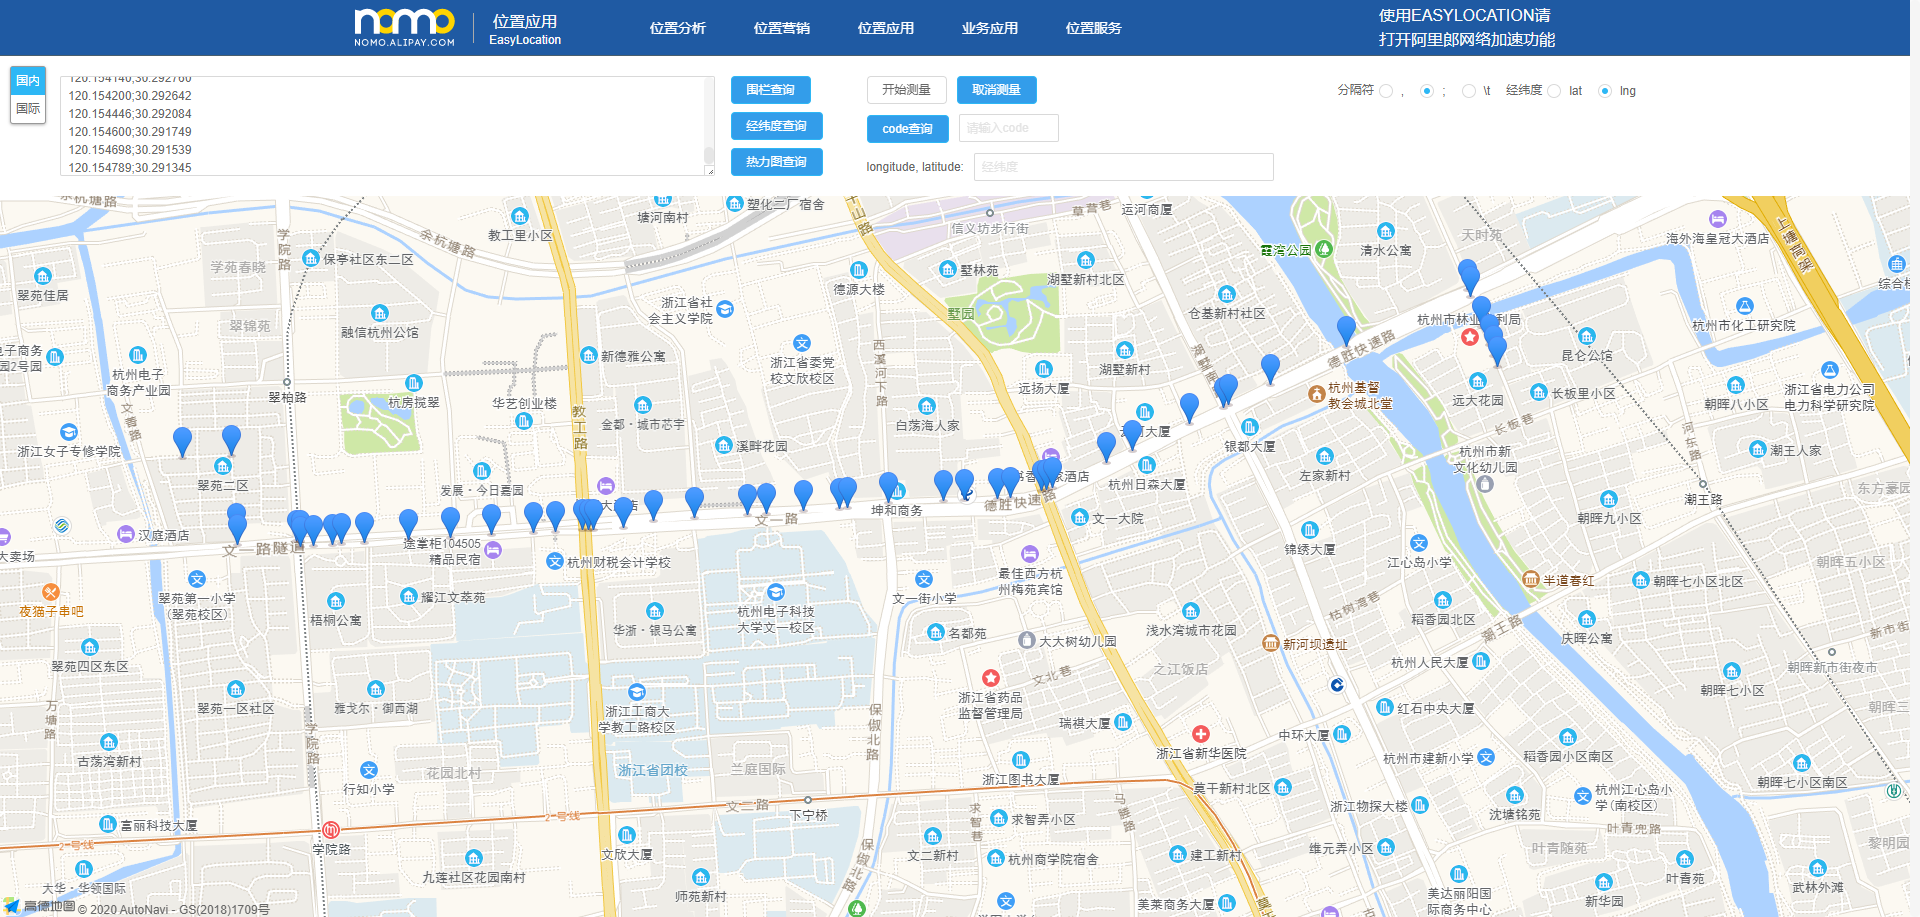 nomo
NOMO.ALIPAY.COM
位置应用
EasyLocation
位置分析
位置营销
位置应用
业务应用
位置服务
使用EASYLOCATION请
打开阿里郎网络加速功能
国内
国际
120.154140;30.292760
120.154200;30.292642
120.154446;30.292084
120.154600;30.291749
120.154698;30.291539
120.154789;30.291345
围栏查询
经纬度查询
热力图查询
开始测量
取消测量
code查询
请输入code
longitude, latitude:
经纬度
分隔符
,
;
\t
经纬度
lat
lng
余杭塘路
塘河南村
塑化二厂宿舍
教工里小区
余杭塘路
学院路
保亭社区东二区
学苑春晓
翠苑佳居
翠锦苑
融信杭州公馆
浙江省社
会主义学院
德源大楼
信义坊步行街
草营巷
运河商厦
墅林苑
湖墅新村北区
霞湾公园
清水公寓
天时苑
海外海皇冠大酒店
上塘高架
仓基新村社区
墅园
杭州市化工研究院
昆仑公馆
德胜快速路
杭州电子
商务产业园
文香路
翠柏路
杭房揽翠
新德雅公寓
华艺创业楼
教工路
金都·城市芯宇
浙江省委党
校文欣校区
西溪河下路
白荡海人家
溪畔花园
远扬大厦
湖墅新村
杭州基督
教会城北堂
远大花园
长板里小区
长板巷
朝晖八小区
浙江省电力公司
电力科学研究院
浙江女子专修学院
翠苑二区
发展·今日嘉园
银都大厦
杭州日森大厦
左家新村
杭州市新
文化幼儿园
河东路
潮王人家
潮王路
东方豪园
汉庭酒店
文一路隧道
途掌柜104505
精品民宿
杭州财税会计学校
文一路
坤和商务
德胜快速路
文一大院
锦绣大厦
江心岛小学
朝晖九小区
朝晖五小区
夜猫子串吧
翠苑第一小学
（翠苑校区）
梧桐公寓
耀江文萃苑
华浙·银马公寓
杭州电子科技
大学文一校区
文一街小学
最佳西方杭
州梅苑宾馆
名都苑
大大树幼儿园
浅水湾城市花园
新河坝遗址
枯树湾巷
半道春红
稻香园北区
潮王路
朝晖七小区北区
庆晖公寓
新市街
朝晖新市街夜市
翠苑四区东区
翠苑一区社区
雅戈尔·御西湖
浙江工商大
学教工路校区
保俶北路
浙江省药品
监督管理局
文北巷
之江饭店
瑞祺大厦
杭州人民大厦
红石中央大厦
朝晖七小区
万塘路
古荡湾新村
学院路
行知小学
花园北村
浙江省团校
兰庭国际
浙江图书大厦
浙江省新华医院
中环大厦
杭州市建新小学
稻香园小区南区
朝晖七小区南区
富丽科技大厦
2号线
学院路
2号线
文二路
下宁桥
求智巷
求智弄小区
莫干新村北区
浙江物探大楼
沈塘铭苑
杭州江心岛小
学(南校区)
叶青兜路
大华·华领国际
九莲社区花园南村
文欣大厦
师苑新村
保俶北路
文二新村
杭州商学院宿舍
建工新村
维元弄小区
叶青随苑
叶青苑
黎明花园
武林外滩
美莱商务大厦
美达丽阳国
际商务中心
新华园
高德地图
© 2020 AutoNavi - GS(2018)1709号